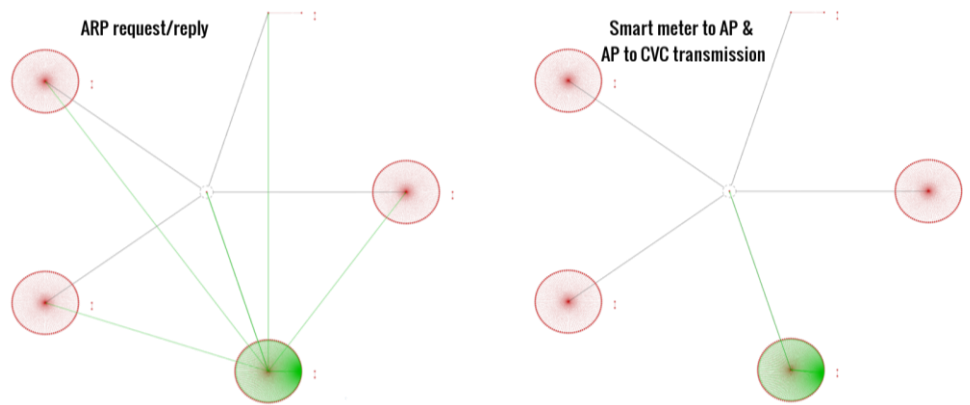 ARP request/reply
Smart meter to AP &
AP to CVC transmission